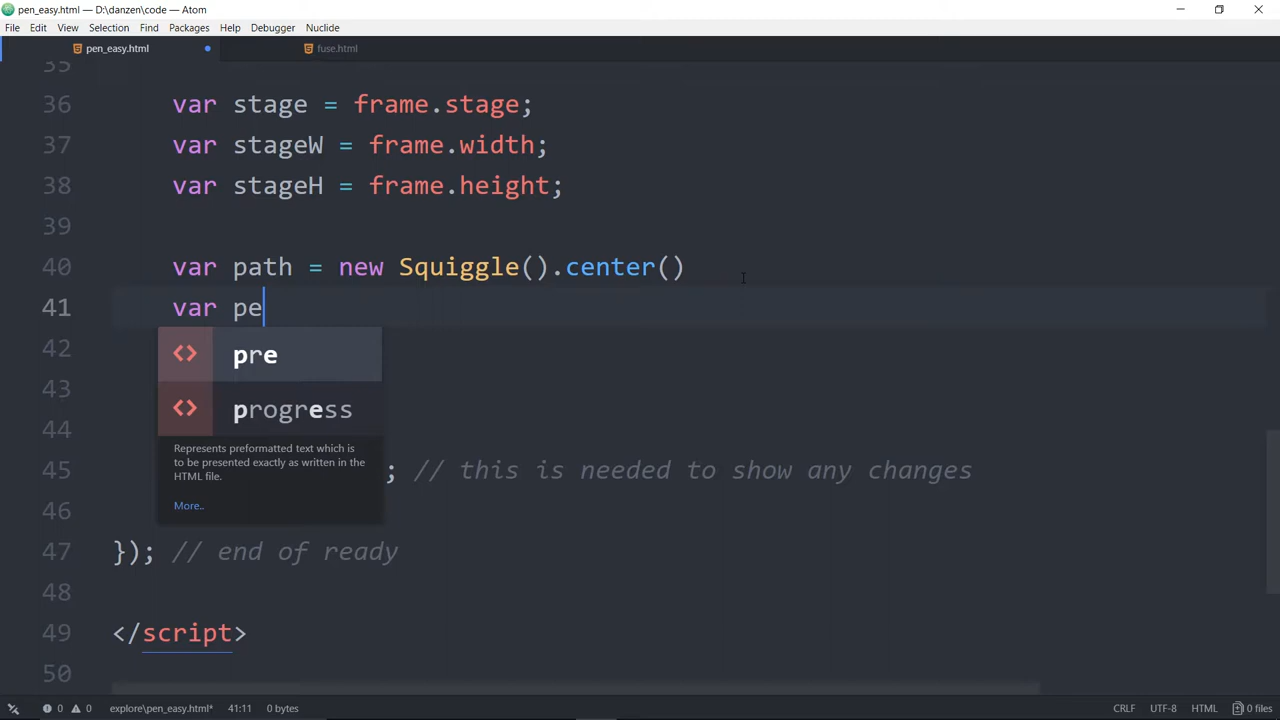 pen_easy.html — D:\danzen\code — Atom
File Edit View Selection Find Packages Help Debugger Nuclide
pen_easy.html fuse.html
35
36 var stage = frame.stage;
37 var stageW = frame.width;
38 var stageH = frame.height;
39
40 var path = new Squiggle().center()
41 var pe
42 pre
43 progress
44 Represents preformatted text which is
to be presented exactly as written in the
45 ; // this is needed to show any changes
HTML file.
More..
46
47 }); // end of ready
48
49 </script>
50
0 0 explore\pen_easy.html* 41:11 0 bytes CRLF UTF-8 HTML 0 files